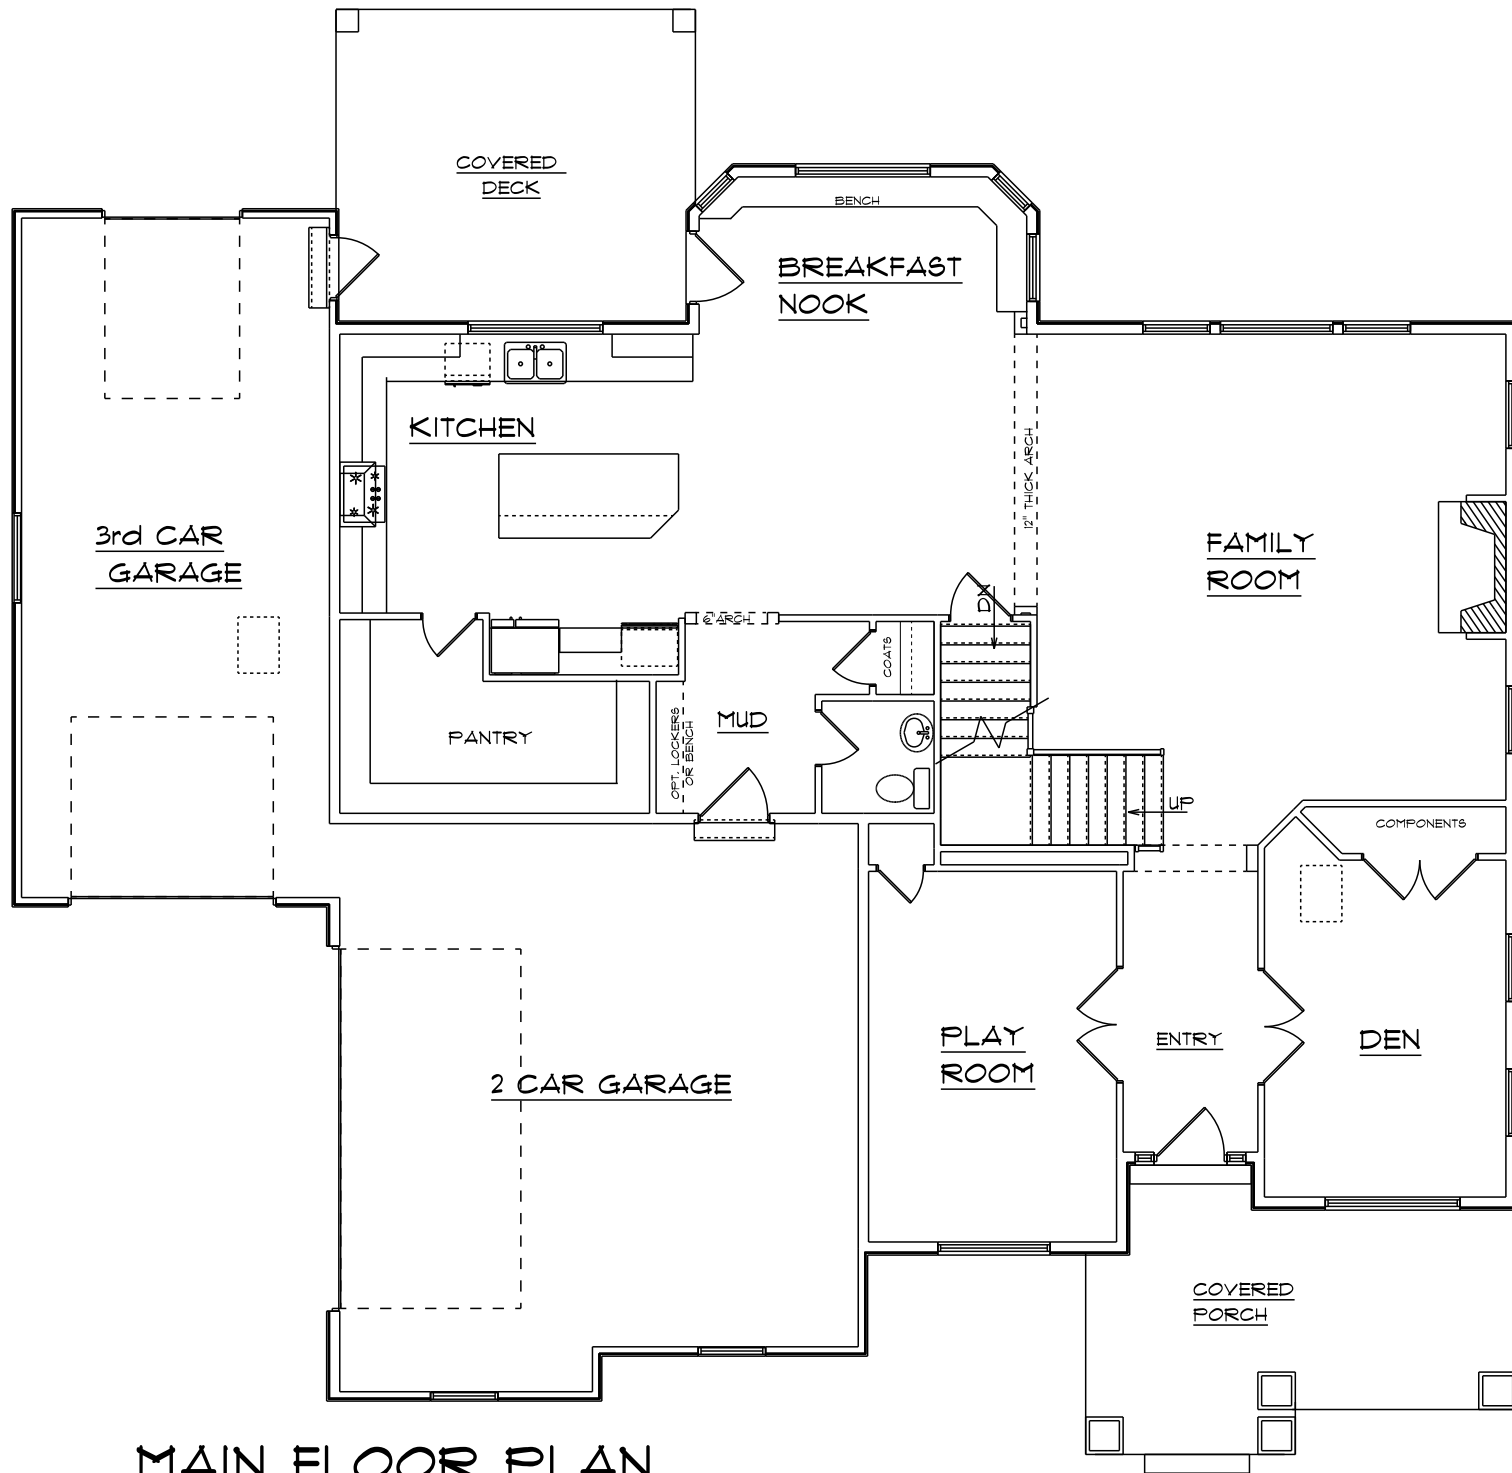 COVERED
DECK
BENCH
BREAKFAST
NOOK
KITCHEN
12" THICK ARCH
3rd CAR
GARAGE
FAMILY
ROOM
DN
6" ARCH
COATS
MUD
PANTRY
OPT. LOCKERS
OR BENCH
UP
COMPONENTS
PLAY
ROOM
ENTRY
DEN
2 CAR GARAGE
COVERED
PORCH
MAIN FLOOR PLAN